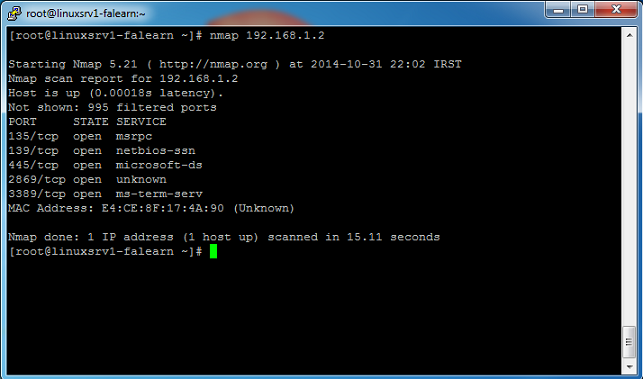 root@linuxsrv1-falearn:~
[root@linuxsrv1-falearn ~]# nmap 192.168.1.2
Starting Nmap 5.21 ( http://nmap.org ) at 2014-10-31 22:02 IRST
Nmap scan report for 192.168.1.2
Host is up (0.00018s latency).
Not shown: 995 filtered ports
PORT     STATE SERVICE
135/tcp  open  msrpc
139/tcp  open  netbios-ssn
445/tcp  open  microsoft-ds
2869/tcp open  unknown
3389/tcp open  ms-term-serv
MAC Address: E4:CE:8F:17:4A:90 (Unknown)
Nmap done: 1 IP address (1 host up) scanned in 15.11 seconds
[root@linuxsrv1-falearn ~]#